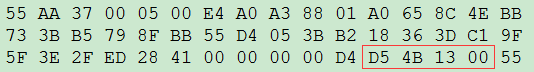 55 AA 37 00 05 00 E4 A0 A3 88 01 A0 65 8C 4E BB
73 3B B5 79 8F BB 55 D4 05 3B B2 18 36 3D C1 9F
5F 3E 2F ED 28 41 00 00 00 00 D4 D5 4B 13 00 55